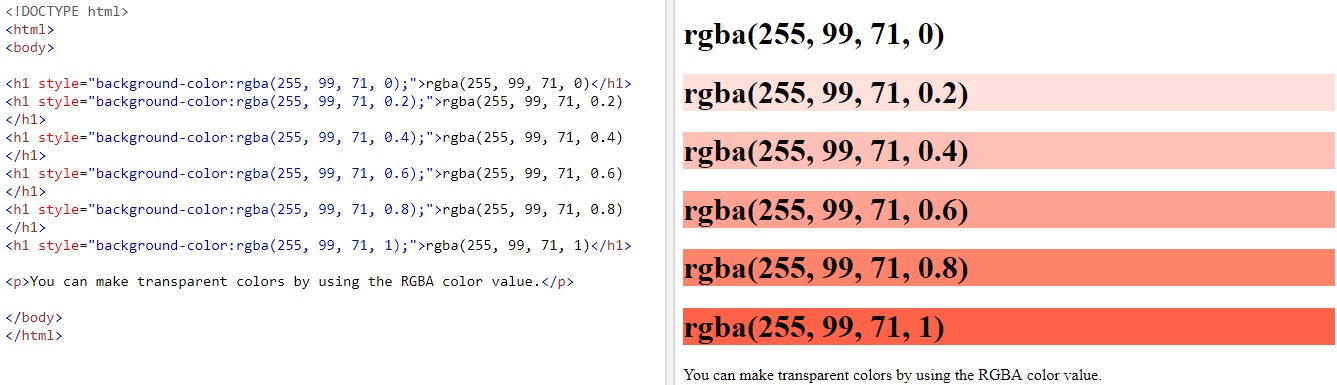 <!DOCTYPE html>
<html>
<body>
<h1 style="background-color:rgba(255, 99, 71, 0);">rgba(255, 99, 71, 0)</h1>
<h1 style="background-color:rgba(255, 99, 71, 0.2);">rgba(255, 99, 71, 0.2)
</h1>
<h1 style="background-color:rgba(255, 99, 71, 0.4);">rgba(255, 99, 71, 0.4)
</h1>
<h1 style="background-color:rgba(255, 99, 71, 0.6);">rgba(255, 99, 71, 0.6)
</h1>
<h1 style="background-color:rgba(255, 99, 71, 0.8);">rgba(255, 99, 71, 0.8)
</h1>
<h1 style="background-color:rgba(255, 99, 71, 1);">rgba(255, 99, 71, 1)</h1>
<p>You can make transparent colors by using the RGBA color value.</p>
</body>
</html>
rgba(255, 99, 71, 0)
rgba(255, 99, 71, 0.2)
rgba(255, 99, 71, 0.4)
rgba(255, 99, 71, 0.6)
rgba(255, 99, 71, 0.8)
rgba(255, 99, 71, 1)
You can make transparent colors by using the RGBA color value.